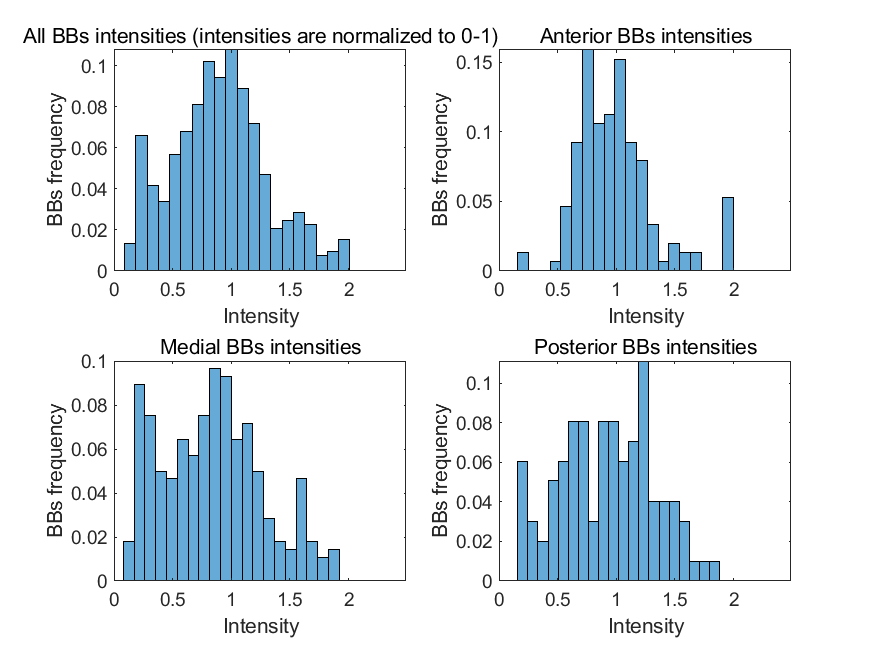 All BBs intensities (intensities are normalized to 0-1)
BBs frequency
0.1
0.08
0.06
0.04
0.02
0
0 0.5 1 1.5 2
Intensity
Anterior BBs intensities
BBs frequency
0.15
0.1
0.05
0
0 0.5 1 1.5 2
Intensity
Medial BBs intensities
BBs frequency
0.1
0.08
0.06
0.04
0.02
0
0 0.5 1 1.5 2
Intensity
Posterior BBs intensities
BBs frequency
0.1
0.08
0.06
0.04
0.02
0
0 0.5 1 1.5 2
Intensity